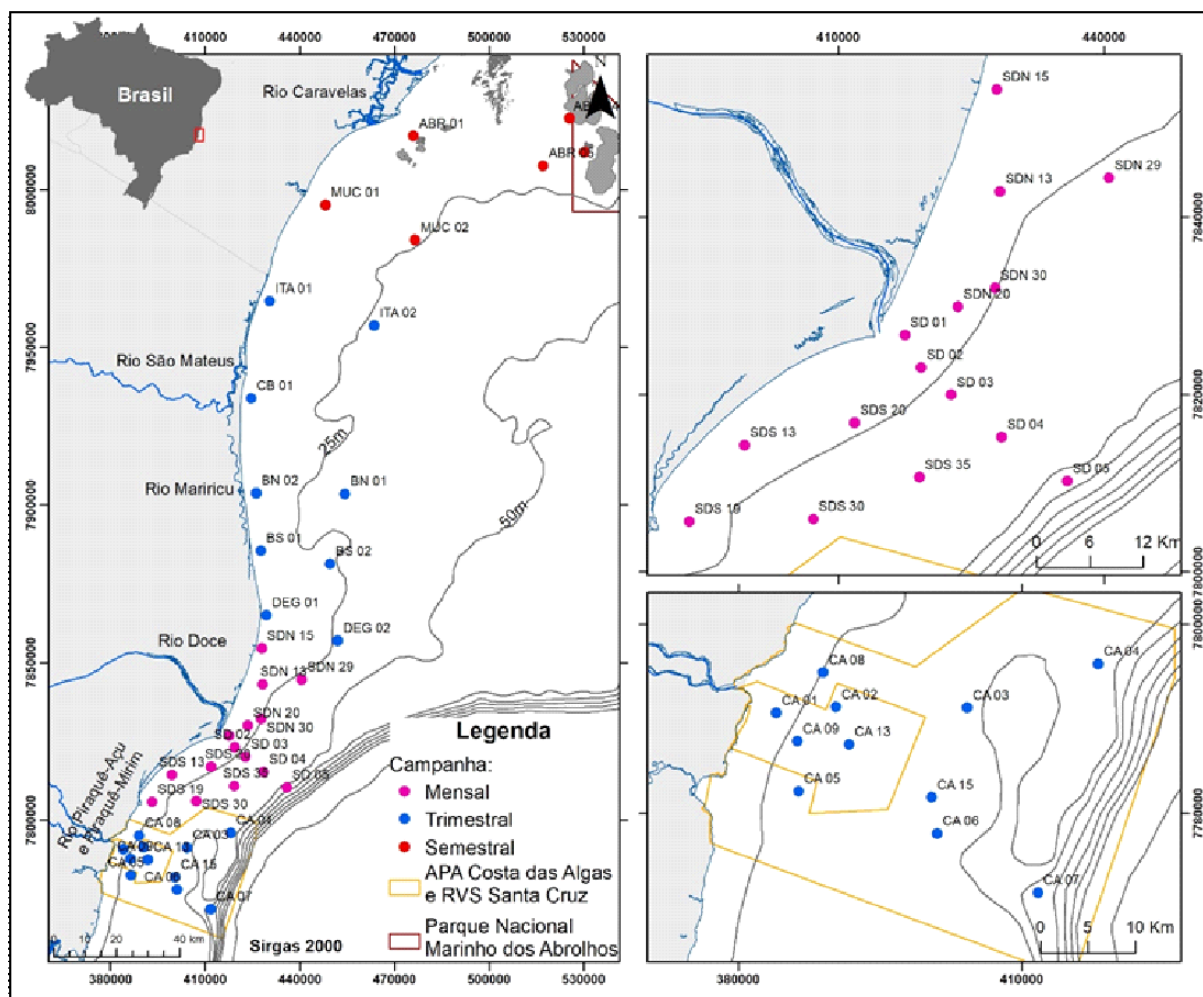 380000 410000 440000 470000 500000 530000
Brasil
Rio Caravelas
N
ABR 01
MUC 01
MUC 02
ITA 01
ITA 02
Rio São Mateus
CB 01
25m
BN 02
BN 01
Rio Mariricu
50m
BS 01
BS 02
DEG 01
DEG 02
Rio Doce
SDN 15
SDN 13
SDN 29
SDN 20
SDN 30
SD 02
SD 03
SD 04
SD 05
SDS 13
SDS 19
SDS 30
e Piraquê-Mirim
CA 08
CA 03
CA 15
CA 06
CA 07
Legenda
Campanha:
Mensal
Trimestral
Semestral
APA Costa das Algas
e RVS Santa Cruz
Parque Nacional
Marinho dos Abrolhos
Sirgas 2000
0 10 20 40 km
8000000
7950000
7900000
7850000
7800000
380000 410000 440000 470000 500000 530000
410000 440000
SDN 15
SDN 29
SDN 13
SDN 30
SDN 20
SD 01
SD 02
SD 03
SDS 20
SD 04
SDS 13
SDS 35
SD 05
SDS 19
SDS 30
0 6 12 Km
7840000
7820000
7800000
CA 08
CA 04
CA 01
CA 02
CA 03
CA 09
CA 13
CA 05
CA 15
CA 06
CA 07
0 5 10 Km
7800000
7780000
380000 410000